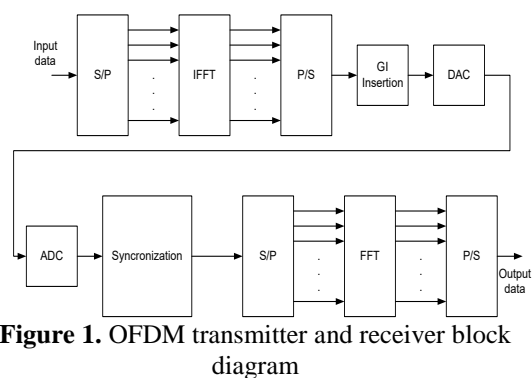 Input
data
S/P
IFFT
P/S
GI
Insertion
DAC
ADC
Syncronization
S/P
FFT
P/S
Output
data
Figure 1. OFDM transmitter and receiver block
diagram